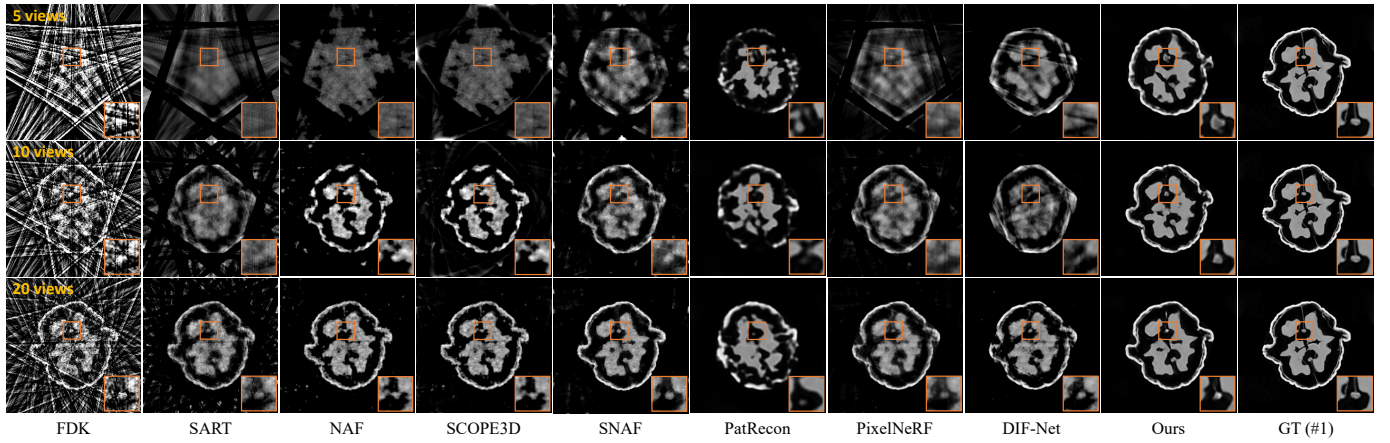 5 views
10 views
20 views
FDK SART NAF SCOPE3D SNAF PatRecon PixelNeRF DIF-Net Ours GT (#1)